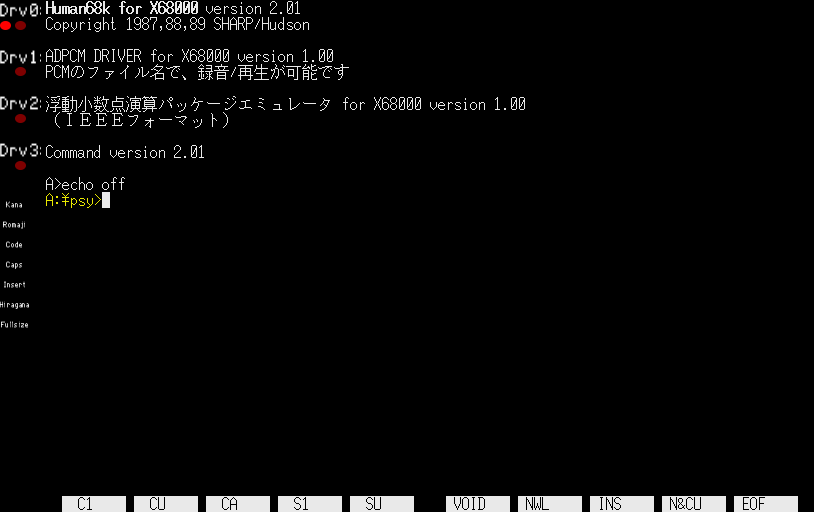 Drv0:
Human68k for X68000 version 2.01
Copyright 1987,88,89 SHARP/Hudson
Drv1:
ADPCM DRIVER for X68000 version 1.00
PCMのファイル名で、録音/再生が可能です
Drv2:
浮動小数点演算パッケージエミュレータ for X68000 version 1.00
（ＩＥＥＥフォーマット）
Drv3:
Command version 2.01
A>echo off
A:¥psy>
Kana
Romaji
Code
Caps
Insert
Hiragana
Fullsize
C1 CU CA S1 SU VOID NWL INS N&CU EOF